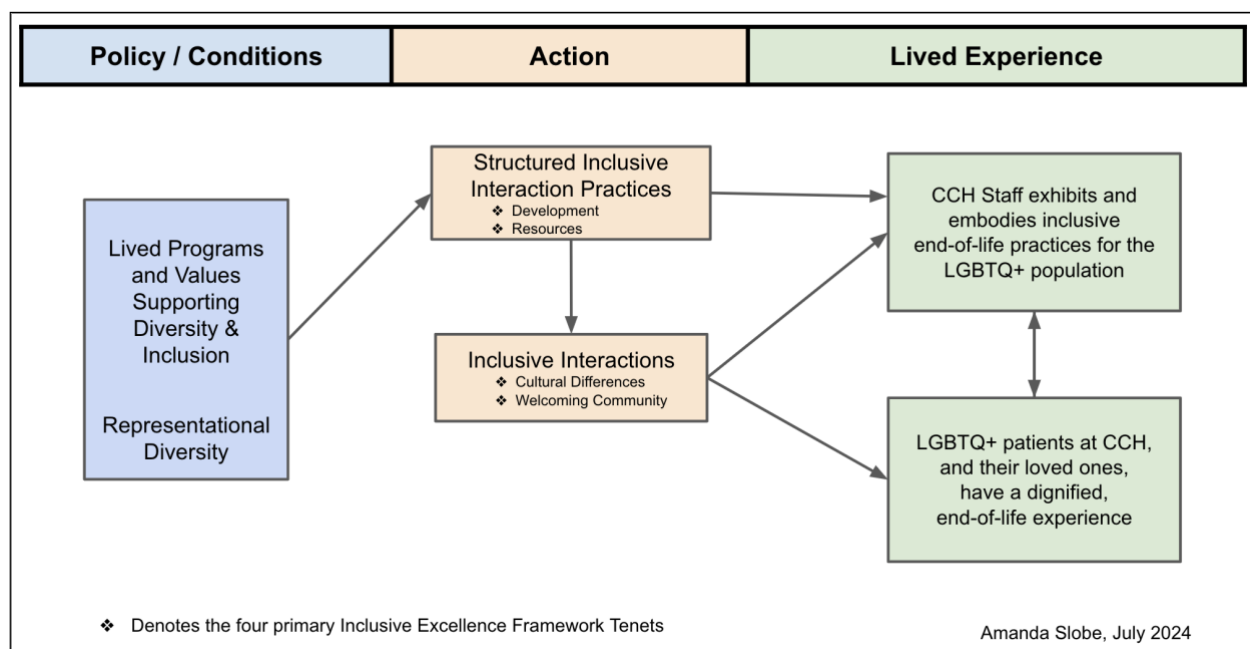 Policy / Conditions
Action
Lived Experience
Lived Programs
and Values
Supporting
Diversity &
Inclusion
Representational
Diversity
Structured Inclusive
Interaction Practices
❖ Development
❖ Resources
Inclusive Interactions
❖ Cultural Differences
❖ Welcoming Community
CCH Staff exhibits and
embodies inclusive
end-of-life practices for the
LGBTQ+ population
LGBTQ+ patients at CCH,
and their loved ones,
have a dignified,
end-of-life experience
❖ Denotes the four primary Inclusive Excellence Framework Tenets
Amanda Slobe, July 2024